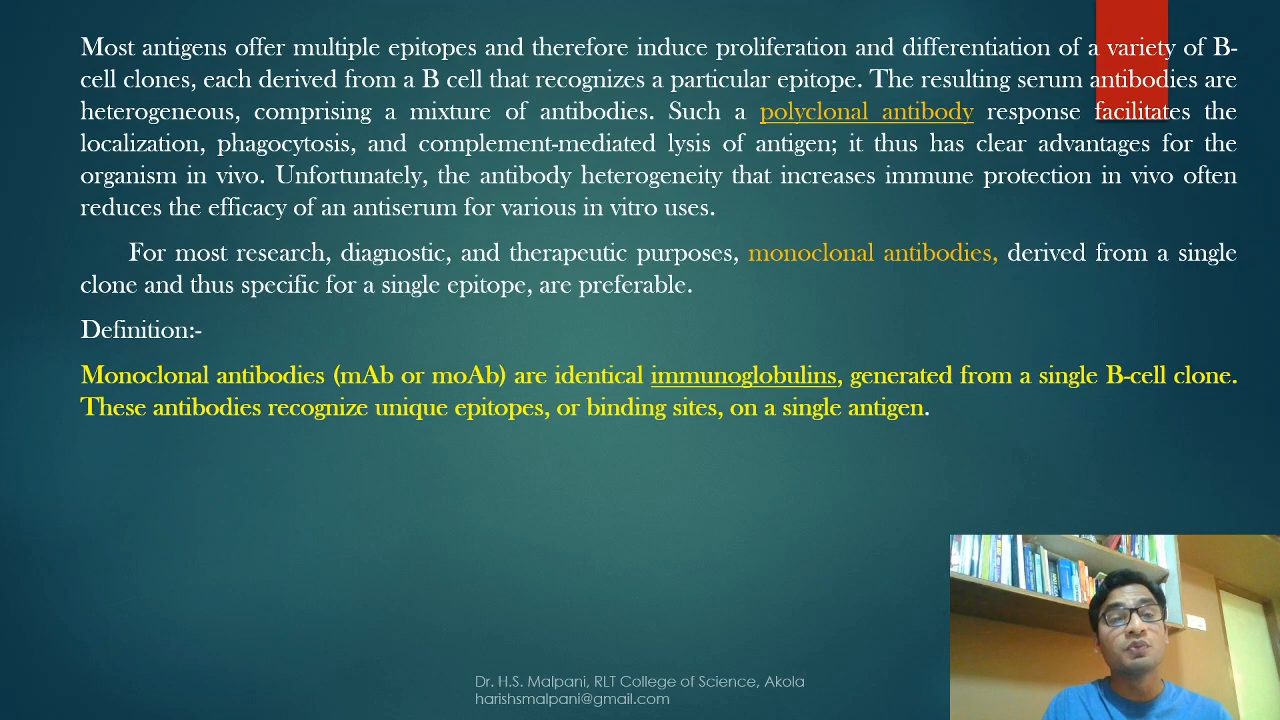 Most antigens offer multiple epitopes and therefore induce proliferation and differentiation of a variety of B-
cell clones, each derived from a B cell that recognizes a particular epitope. The resulting serum antibodies are
heterogeneous, comprising a mixture of antibodies. Such a polyclonal antibody response facilitates the
localization, phagocytosis, and complement-mediated lysis of antigen; it thus has clear advantages for the
organism in vivo. Unfortunately, the antibody heterogeneity that increases immune protection in vivo often
reduces the efficacy of an antiserum for various in vitro uses.
For most research, diagnostic, and therapeutic purposes, monoclonal antibodies, derived from a single
clone and thus specific for a single epitope, are preferable.
Definition:-
Monoclonal antibodies (mAb or moAb) are identical immunoglobulins, generated from a single B-cell clone.
These antibodies recognize unique epitopes, or binding sites, on a single antigen.
Dr. H.S. Malpani, RLT College of Science, Akola
harishsmalpani@gmail.com